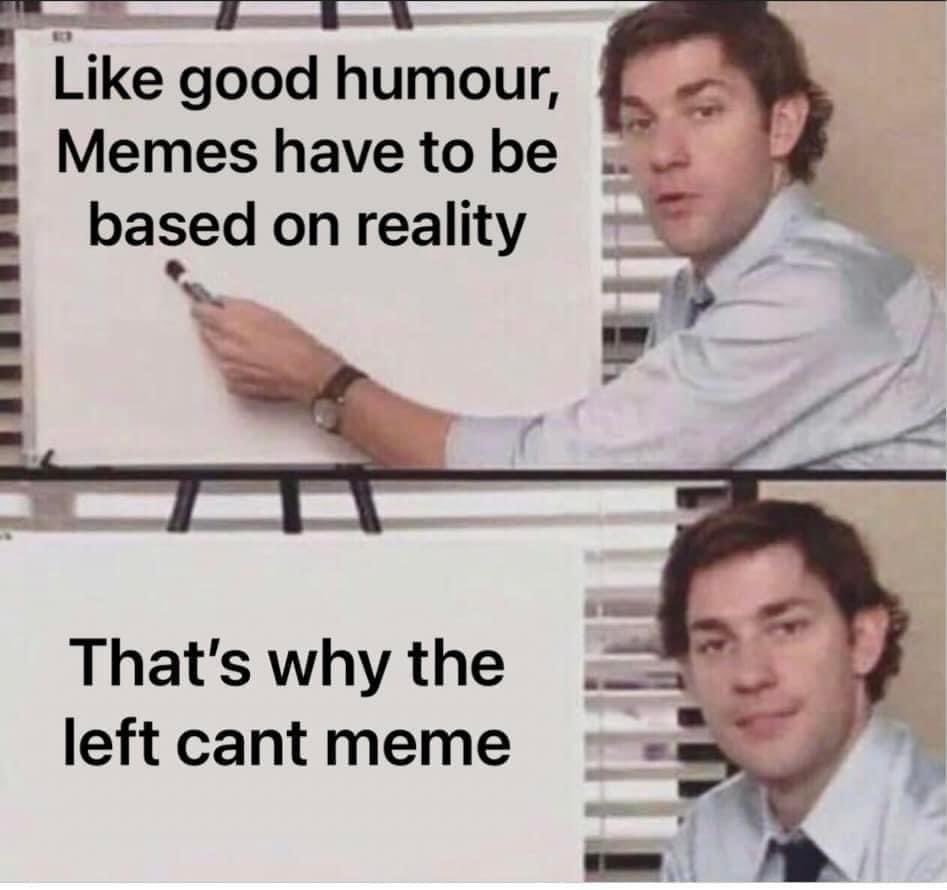 Like good humour,
Memes have to be
based on reality
That's why the
left cant meme